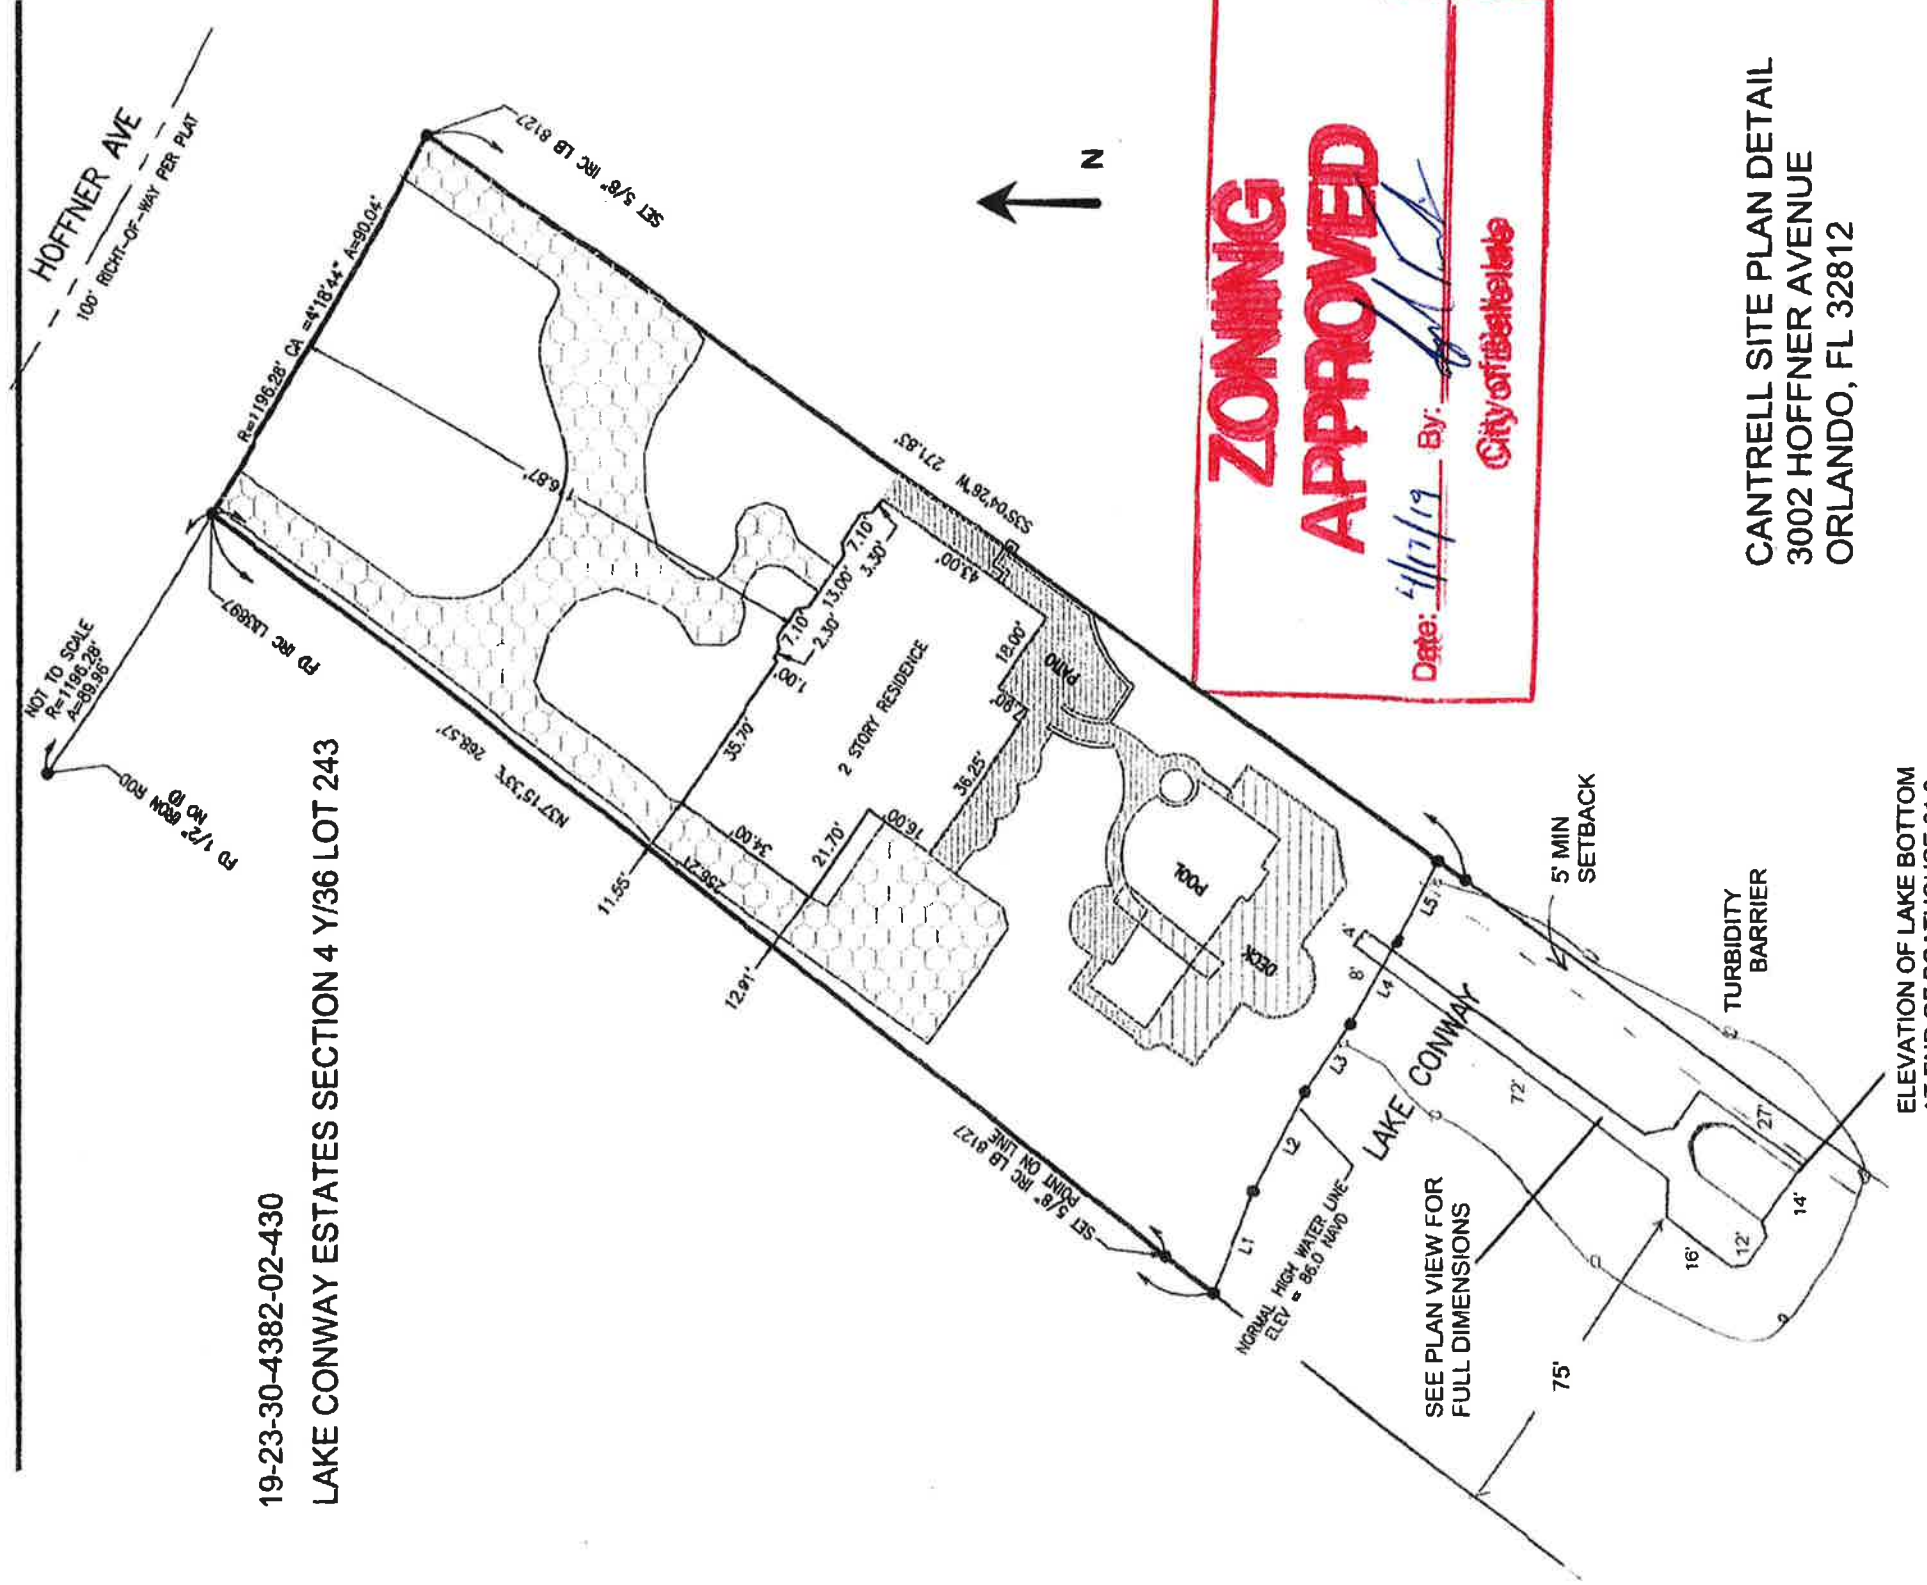 HOFFNER AVE
100' RIGHT-OF-WAY PER PLAT
R=1196.28' CA =4°18'44" A=90.04'
NOT TO SCALE
R=1196.28'
A=89.96'
FD 1/2" IRON ROD
NO ID
FD IRC LB3697
SET 5/8" IRC LB 8127
19-23-30-4382-02-430
LAKE CONWAY ESTATES SECTION 4 Y/36 LOT 243
N37°15'33"E 268.57'
256.21
116.87'
S35°04'26"W 271.83'
7.10'
3.30'
13.00'
7.10'
2.30'
1.00'
35.70'
43.00'
18.00'
7.90'
36.25'
16.00
21.70'
34.00'
11.55'
12.91'
2 STORY RESIDENCE
PATIO
POOL
DECK
N
SET 5/8" IRC LB 8127
POINT ON LINE
L1
L2
L3
L4
L5
8'
4'
NORMAL HIGH WATER LINE
ELEV = 86.0 NAVD
LAKE CONWAY
72'
SEE PLAN VIEW FOR
FULL DIMENSIONS
75'
16'
12'
14'
27'
5' MIN
SETBACK
TURBIDITY
BARRIER
ELEVATION OF LAKE BOTTOM
ZONING
APPROVED
Date: 4/17/19 By:
City of Belle Isle
CANTRELL SITE PLAN DETAIL
3002 HOFFNER AVENUE
ORLANDO, FL 32812